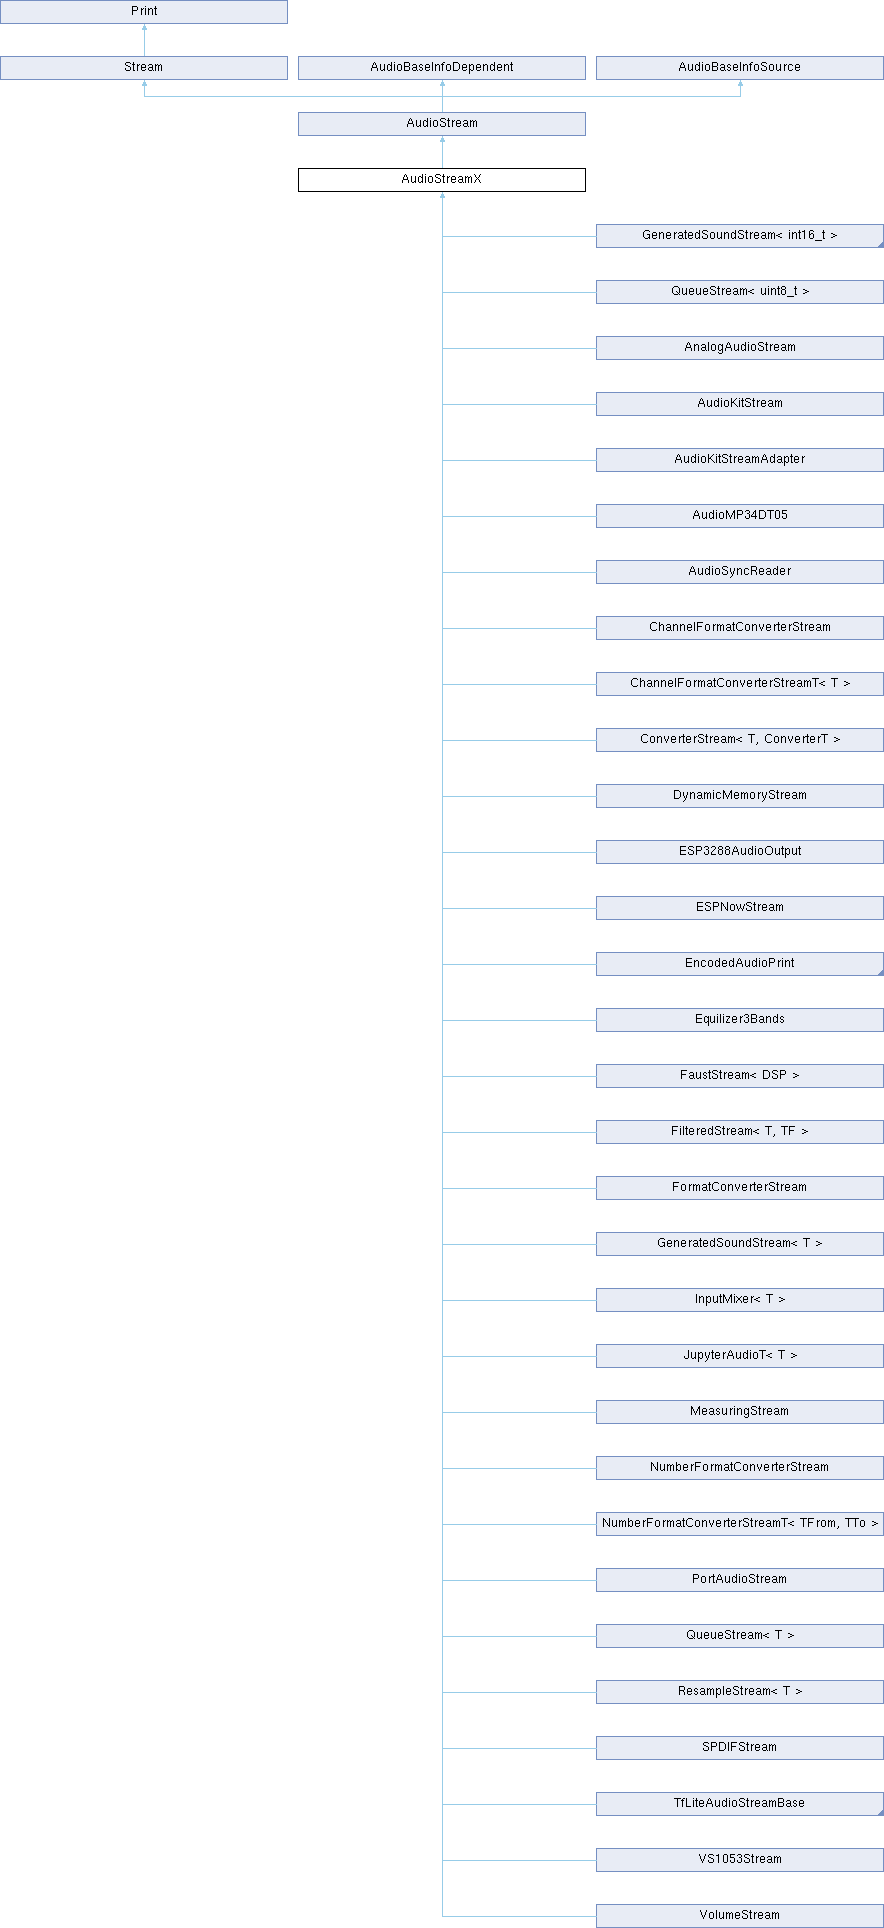 Print
Stream
AudioBaseInfoDependent
AudioBaseInfoSource
AudioStream
AudioStreamX
GeneratedSoundStream< int16_t >
QueueStream< uint8_t >
AnalogAudioStream
AudioKitStream
AudioKitStreamAdapter
AudioMP34DT05
AudioSyncReader
ChannelFormatConverterStream
ChannelFormatConverterStreamT< T >
ConverterStream< T, ConverterT >
DynamicMemoryStream
ESP3288AudioOutput
ESPNowStream
EncodedAudioPrint
Equilizer3Bands
FaustStream< DSP >
FilteredStream< T, TF >
FormatConverterStream
GeneratedSoundStream< T >
InputMixer< T >
JupyterAudioT< T >
MeasuringStream
NumberFormatConverterStream
NumberFormatConverterStreamT< TFrom, TTo >
PortAudioStream
QueueStream< T >
ResampleStream< T >
SPDIFStream
TfLiteAudioStreamBase
VS1053Stream
VolumeStream